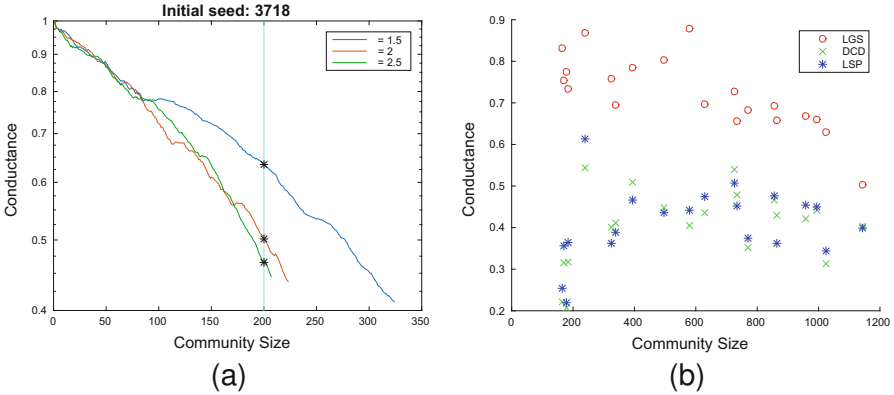 Initial seed: 3718
1
0.9
0.8
0.7
0.6
0.5
0.4
Conductance
= 1.5
= 2
= 2.5
0 50 100 150 200 250 300 350
Community Size
(a)
0.9
0.8
0.7
0.6
0.5
0.4
0.3
0.2
Conductance
LGS
DCD
LSP
0 200 400 600 800 1000 1200
Community Size
(b)